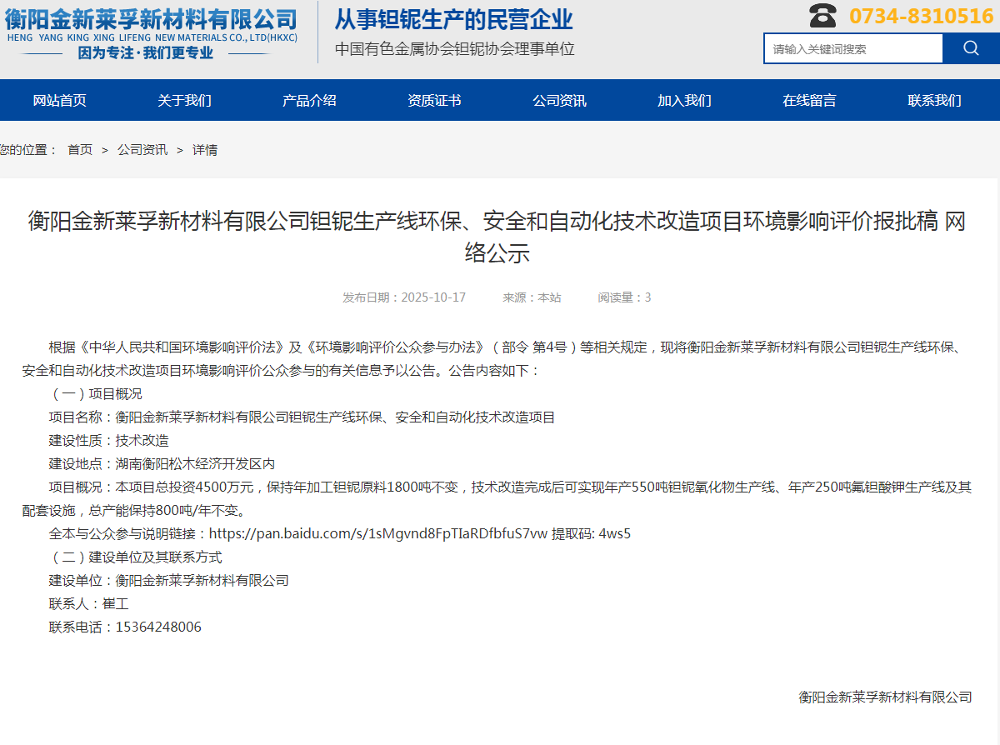 衡阳金新莱孚新材料有限公司
HENG YANG KING XING LIFENG NEW MATERIALS CO., LTD(HKXC)
因为专注·我们更专业
从事钽铌生产的民营企业
中国有色金属协会钽铌协会理事单位
0734-8310516
请输入关键词搜索
网站首页 关于我们 产品介绍 资质证书 公司资讯 加入我们 在线留言 联系我们
您的位置： 首页 > 公司资讯 > 详情
衡阳金新莱孚新材料有限公司钽铌生产线环保、安全和自动化技术改造项目环境影响评价报批稿 网
络公示
发布日期：2025-10-17 来源：本站 阅读量：3
根据《中华人民共和国环境影响评价法》及《环境影响评价公众参与办法》（部令 第4号）等相关规定，现将衡阳金新莱孚新材料有限公司钽铌生产线环保、
安全和自动化技术改造项目环境影响评价公众参与的有关信息予以公告。公告内容如下：
（一）项目概况
项目名称：衡阳金新莱孚新材料有限公司钽铌生产线环保、安全和自动化技术改造项目
建设性质：技术改造
建设地点：湖南衡阳松木经济开发区内
项目概况：本项目总投资4500万元，保持年加工钽铌原料1800吨不变，技术改造完成后可实现年产550吨钽铌氧化物生产线、年产250吨氟钽酸钾生产线及其
配套设施，总产能保持800吨/年不变。
全本与公众参与说明链接：https://pan.baidu.com/s/1sMgvnd8FpTIaRDfbfuS7vw 提取码: 4ws5
（二）建设单位及其联系方式
建设单位：衡阳金新莱孚新材料有限公司
联系人：崔工
联系电话：15364248006
衡阳金新莱孚新材料有限公司